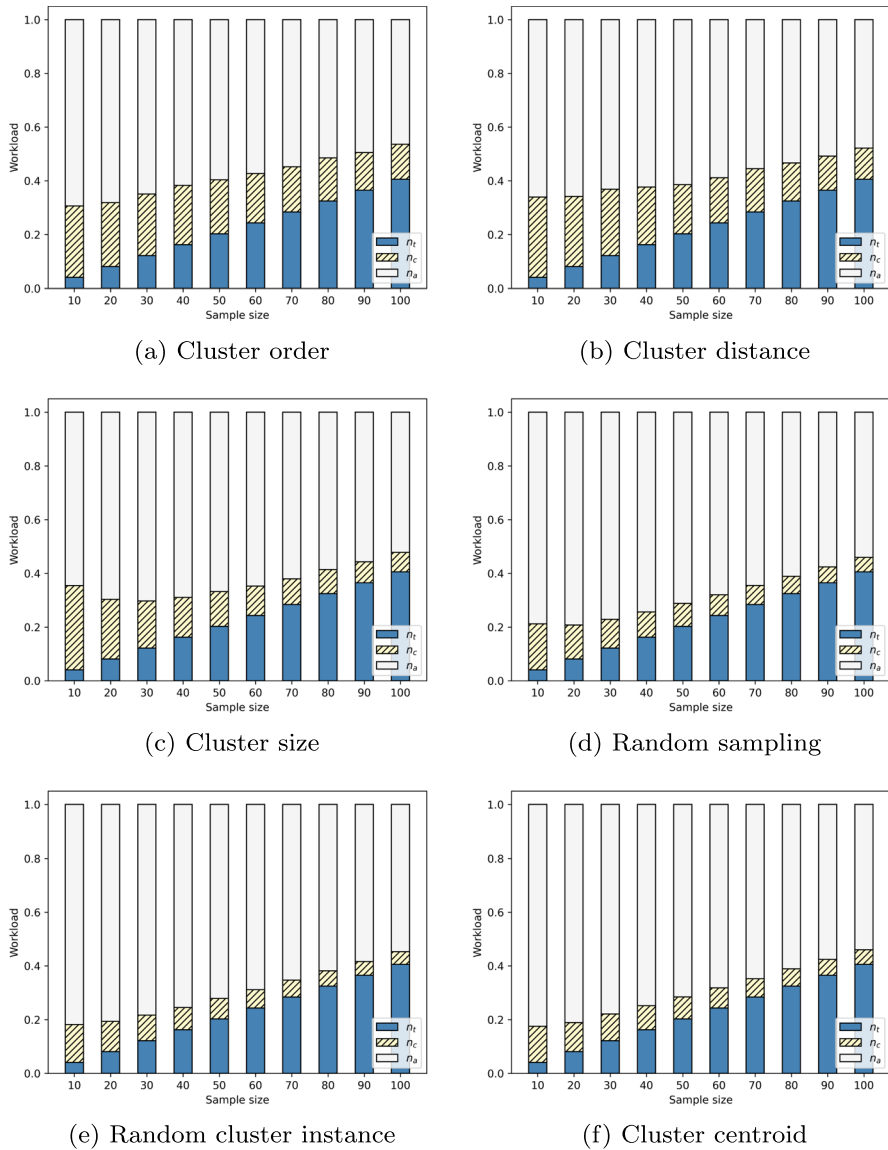 1.0
0.8
0.6
0.4
0.2
0.0
Workload
n_t
n_c
n_a
10 20 30 40 50 60 70 80 90 100
Sample size
(a) Cluster order
1.0
0.8
0.6
0.4
0.2
0.0
Workload
n_t
n_c
n_a
10 20 30 40 50 60 70 80 90 100
Sample size
(b) Cluster distance
1.0
0.8
0.6
0.4
0.2
0.0
Workload
n_t
n_c
n_a
10 20 30 40 50 60 70 80 90 100
Sample size
(c) Cluster size
1.0
0.8
0.6
0.4
0.2
0.0
Workload
n_t
n_c
n_a
10 20 30 40 50 60 70 80 90 100
Sample size
(d) Random sampling
1.0
0.8
0.6
0.4
0.2
0.0
Workload
n_t
n_c
n_a
10 20 30 40 50 60 70 80 90 100
Sample size
(e) Random cluster instance
1.0
0.8
0.6
0.4
0.2
0.0
Workload
n_t
n_c
n_a
10 20 30 40 50 60 70 80 90 100
Sample size
(f) Cluster centroid